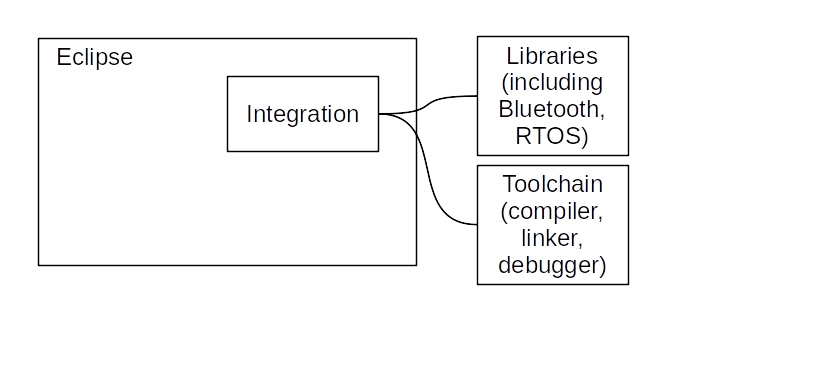 Eclipse
Integration
Libraries
(including
Bluetooth,
RTOS)
Toolchain
(compiler,
linker,
debugger)